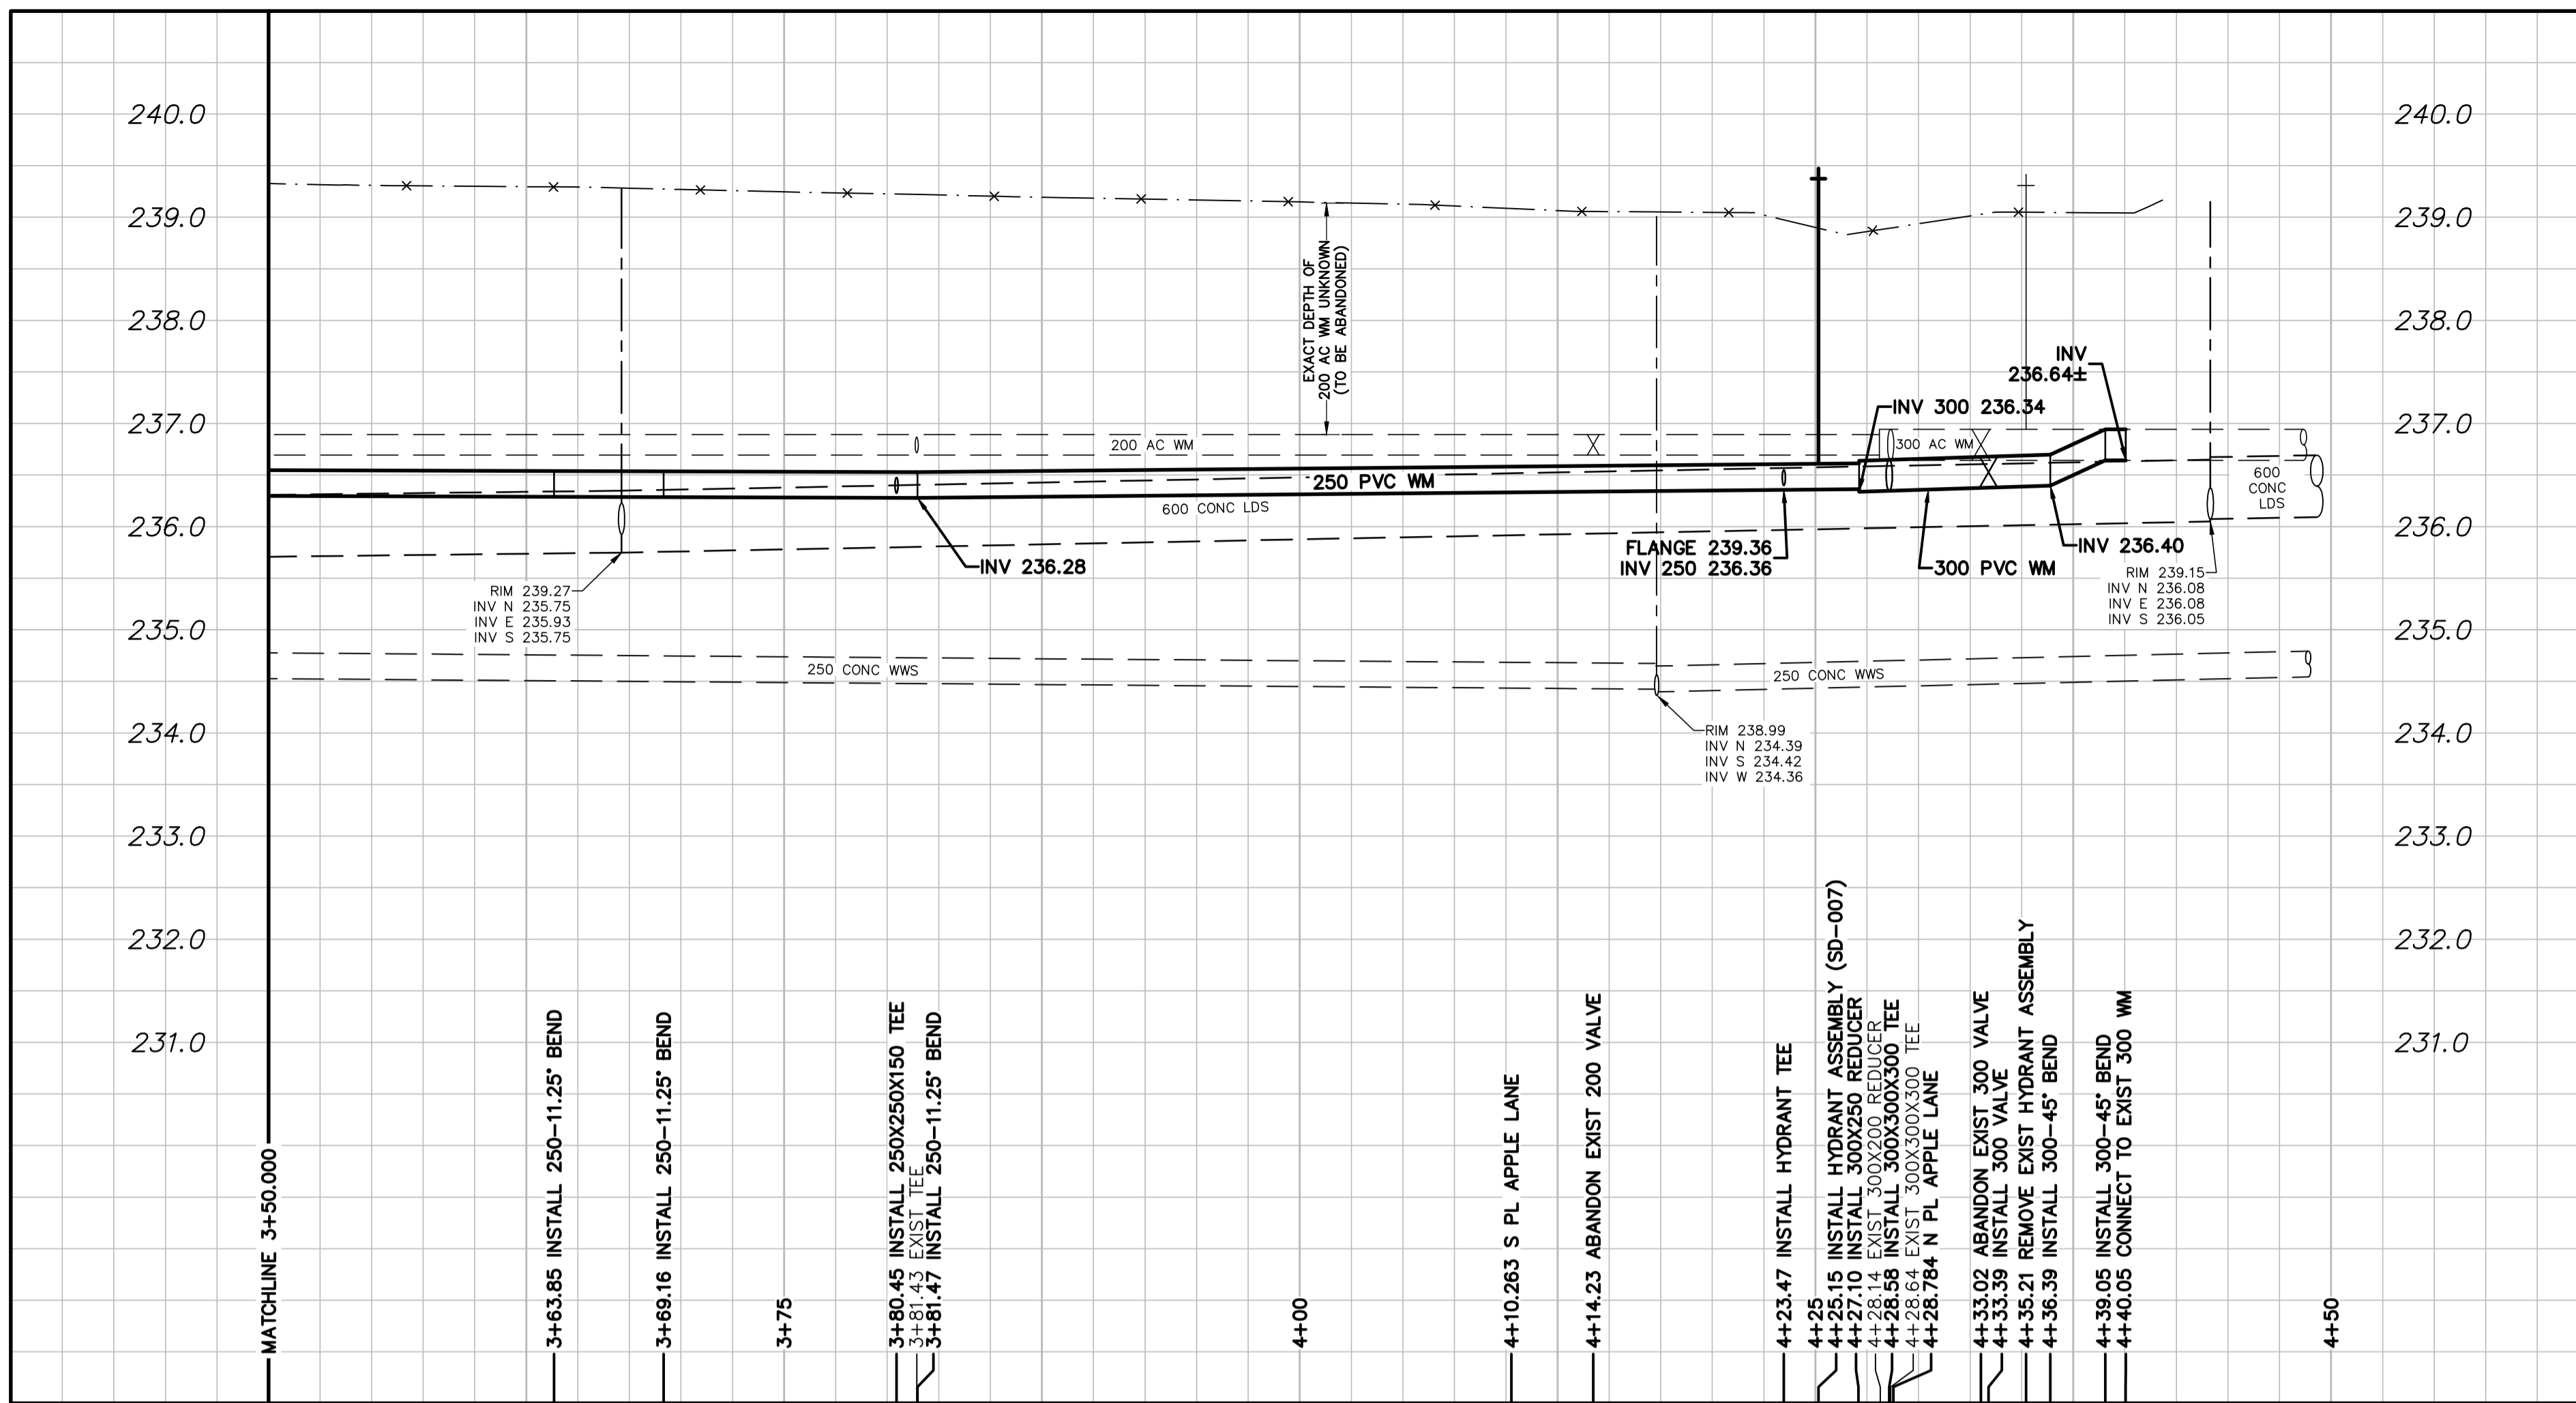 240.0
240.0
239.0
239.0
238.0
238.0
237.0
237.0
236.0
236.0
235.0
235.0
234.0
234.0
233.0
233.0
232.0
232.0
231.0
231.0
EXACT DEPTH OF
200 AC WM UNKNOWN
(TO BE ABANDONED)
INV
236.64±
INV 300 236.34
200 AC WM
300 AC WM
250 PVC WM
600 CONC LDS
600
CONC
LDS
INV 236.28
FLANGE 239.36
INV 250 236.36
300 PVC WM
INV 236.40
RIM 239.27
INV N 235.75
INV E 235.93
INV S 235.75
RIM 239.15
INV N 236.08
INV E 236.08
INV S 236.05
250 CONC WWS
250 CONC WWS
RIM 238.99
INV N 234.39
INV S 234.42
INV W 234.36
MATCHLINE 3+50.000
3+63.85 INSTALL 250-11.25° BEND
3+69.16 INSTALL 250-11.25° BEND
3+75
3+80.45 INSTALL 250X250X150 TEE
3+81.43 EXIST TEE
3+81.47 INSTALL 250-11.25° BEND
4+00
4+10.263 S PL APPLE LANE
4+14.23 ABANDON EXIST 200 VALVE
4+23.47 INSTALL HYDRANT TEE
4+25
4+25.15 INSTALL HYDRANT ASSEMBLY (SD-007)
4+27.10 INSTALL 300X250 REDUCER
4+28.14 EXIST 300X200 REDUCER
4+28.58 INSTALL 300X300X300 TEE
4+28.64 EXIST 300X300X300 TEE
4+28.784 N PL APPLE LANE
4+33.02 ABANDON EXIST 300 VALVE
4+33.39 INSTALL 300 VALVE
4+35.21 REMOVE EXIST HYDRANT ASSEMBLY
4+36.39 INSTALL 300-45° BEND
4+39.05 INSTALL 300-45° BEND
4+40.05 CONNECT TO EXIST 300 WM
4+50